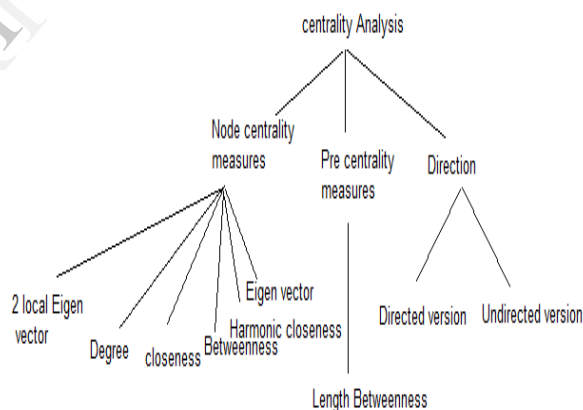 centrality Analysis
Node centrality
measures
Pre centrality
measures
Direction
2 local Eigen
vector
Degree
closeness
Betweenness
Harmonic closeness
Eigen vector
Length Betweenness
Directed version
Undirected version